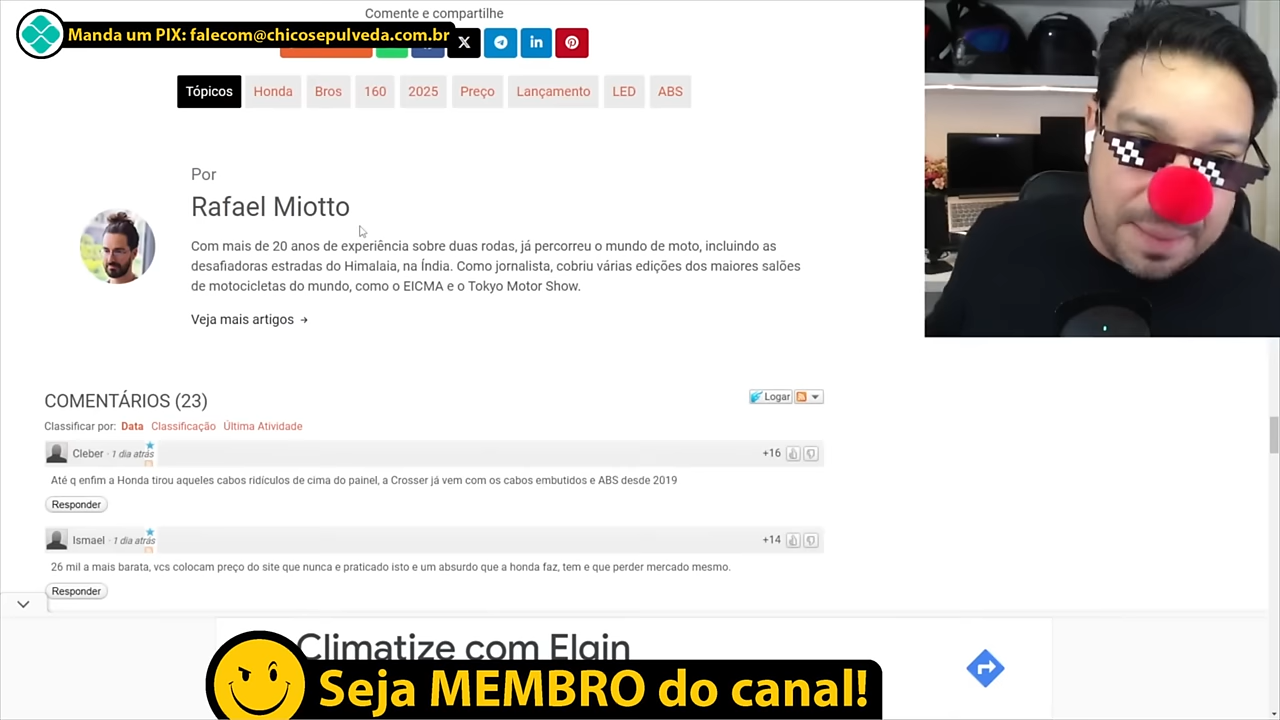 Comente e compartilhe
Manda um PIX: falecom@chicosepulveda.com.br
Tópicos Honda Bros 160 2025 Preço Lançamento LED ABS
Por
Rafael Miotto
Com mais de 20 anos de experiência sobre duas rodas, já percorreu o mundo de moto, incluindo as
desafiadoras estradas do Himalaia, na Índia. Como jornalista, cobriu várias edições dos maiores salões
de motocicletas do mundo, como o EICMA e o Tokyo Motor Show.
Veja mais artigos →
COMENTÁRIOS (23)
Logar
Classificar por: Data Classificação Última Atividade
Cleber · 1 dia atrás +16
Até q enfim a Honda tirou aqueles cabos ridículos de cima do painel, a Crosser já vem com os cabos embutidos e ABS desde 2019
Responder
Ismael · 1 dia atrás +14
26 mil a mais barata, vcs colocam preço do site que nunca e praticado isto e um absurdo que a honda faz, tem e que perder mercado mesmo.
Responder
Climatize com Elgin
Seja MEMBRO do canal!